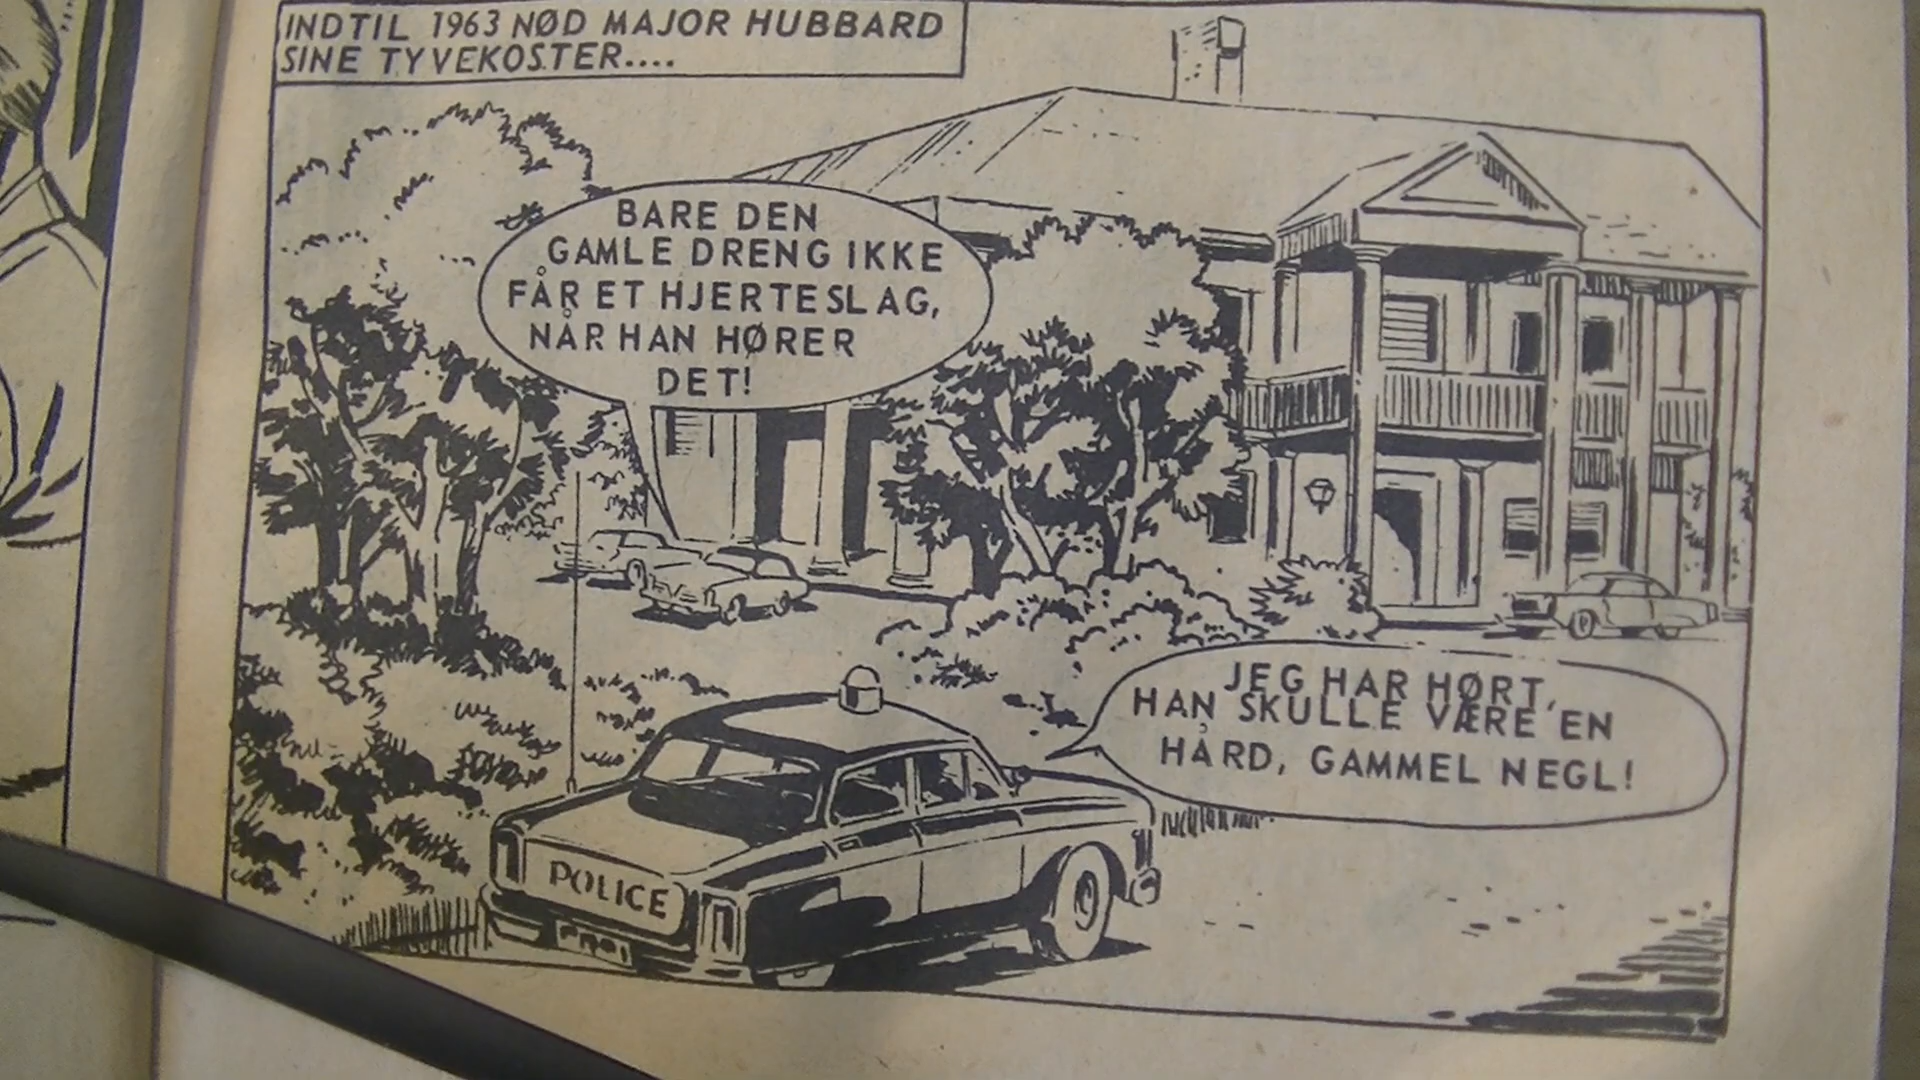 INDTIL 1963 NØD MAJOR HUBBARD
SINE TYVEKOSTER....
BARE DEN
GAMLE DRENG IKKE
FÅR ET HJERTESLAG,
NÅR HAN HØRER
DET!
JEG HAR HØRT,
HAN SKULLE VÆRE EN
HÅRD, GAMMEL NEGL!
POLICE